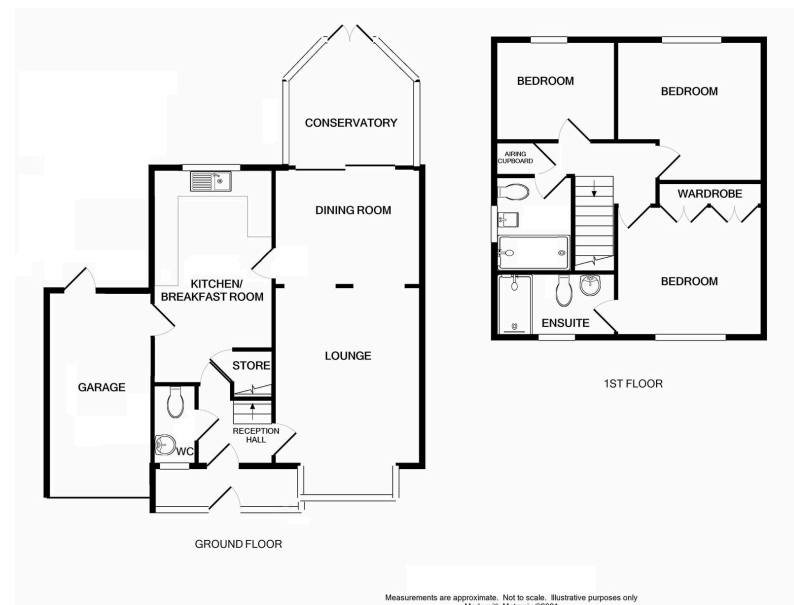 CONSERVATORY
DINING ROOM
KITCHEN/
BREAKFAST ROOM
GARAGE
STORE
LOUNGE
RECEPTION
HALL
WC
GROUND FLOOR
BEDROOM
BEDROOM
AIRING
CUPBOARD
WARDROBE
BEDROOM
ENSUITE
1ST FLOOR
Measurements are approximate. Not to scale. Illustrative purposes only